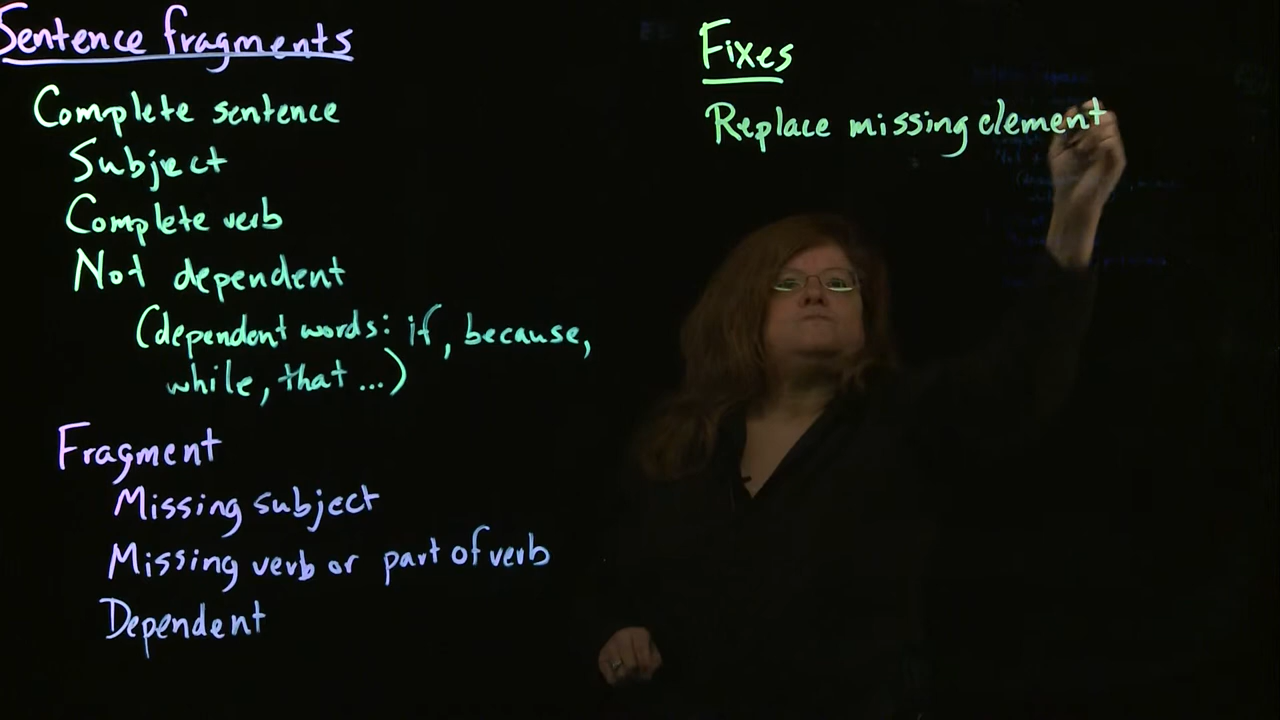 Sentence fragments
Complete sentence
Subject
Complete verb
Not dependent
(dependent words: if, because,
while, that ...)
Fragment
Missing subject
Missing verb or part of verb
Dependent
Fixes
Replace missing element